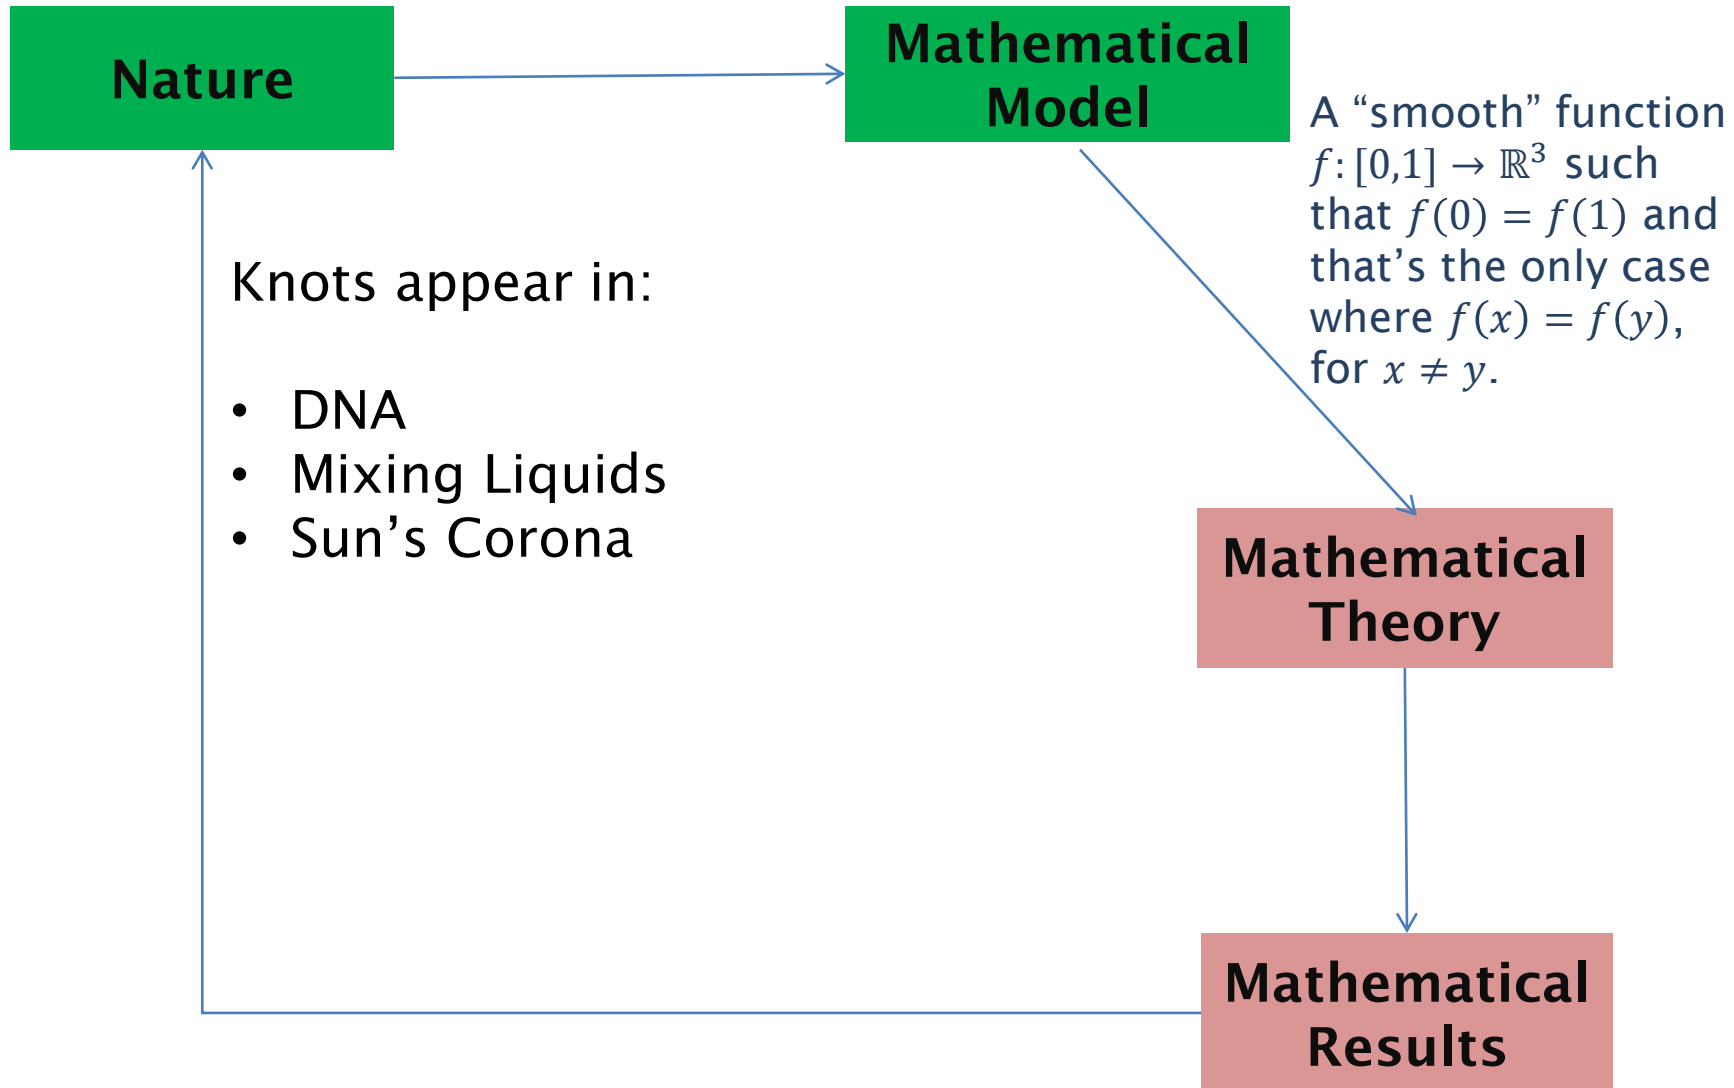 Nature
Mathematical
Model
A “smooth” function
f: [0,1] → ℝ³ such
that f(0) = f(1) and
that’s the only case
where f(x) = f(y),
for x ≠ y.
Knots appear in:
• DNA
• Mixing Liquids
• Sun’s Corona
Mathematical
Theory
Mathematical
Results